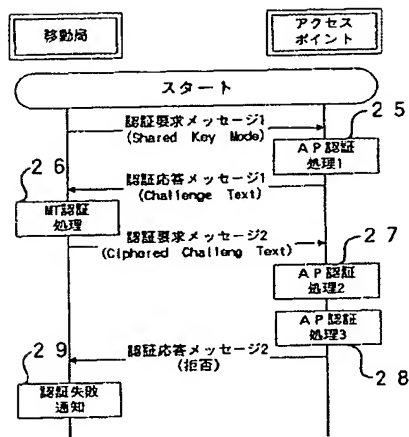 移動局
アクセス
ポイント
スタート
認証要求メッセージ1
(Shared Key Mode)
25
AP認証
処理1
26
認証応答メッセージ1
(Challenge Text)
MT認証
処理
認証要求メッセージ2
(Ciphered Challeng Text)
27
AP認証
処理2
AP認証
処理3
28
29
認証応答メッセージ2
(拒否)
認証失敗
通知